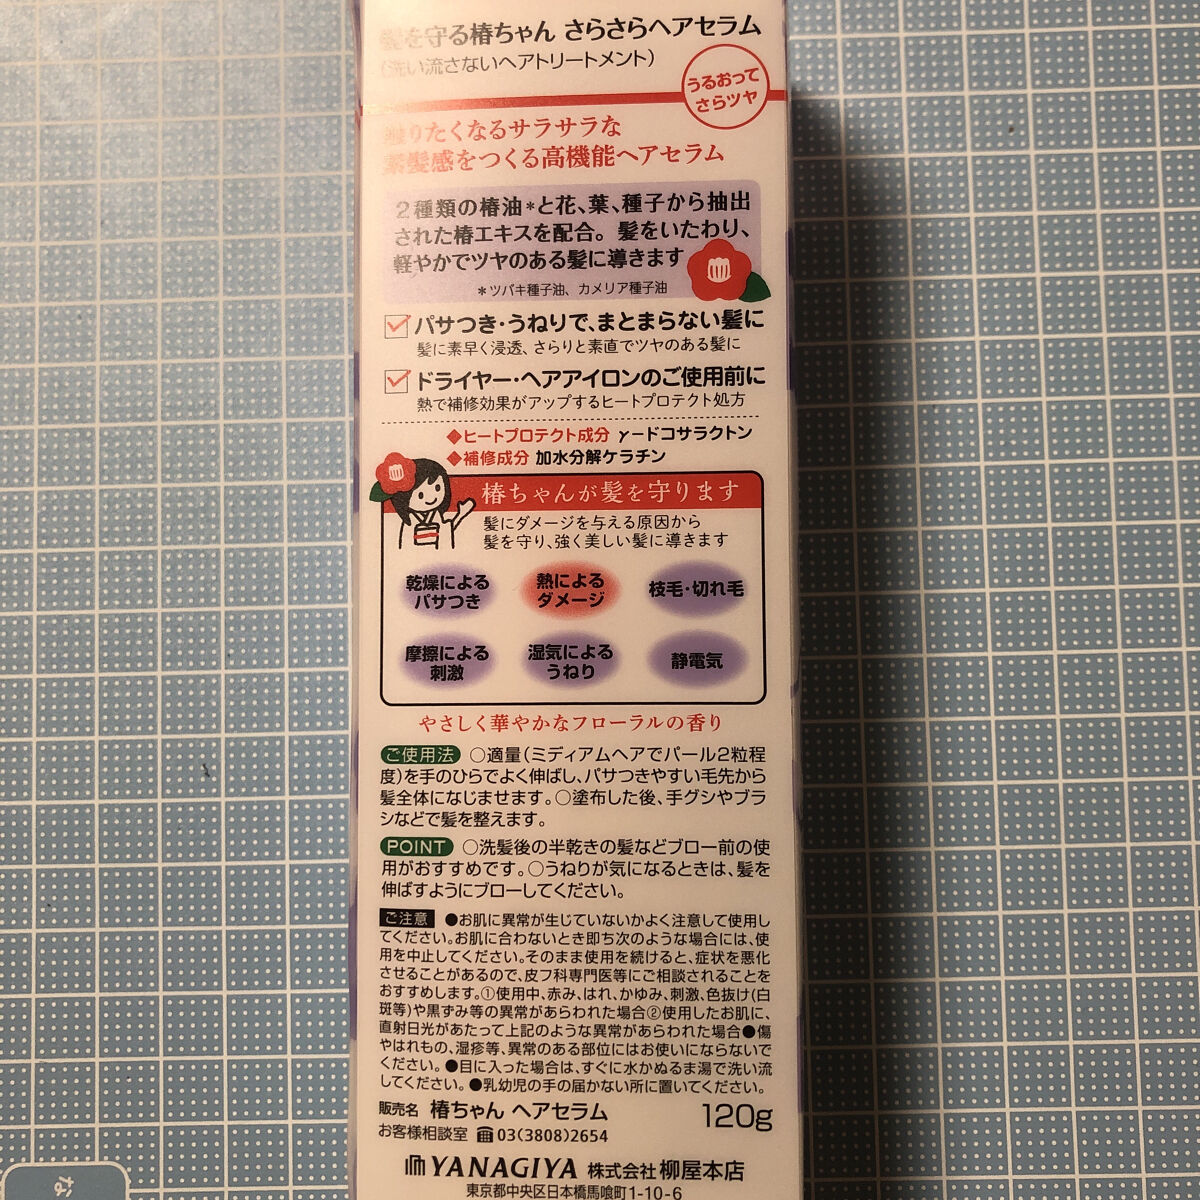 髪を守る椿ちゃん さらさらヘアセラム
(洗い流さないヘアトリートメント)
うるおって
さらツヤ
触りたくなるサラサラな
素髪感をつくる高機能ヘアセラム
2種類の椿油*と花、葉、種子から抽出
された椿エキスを配合。髪をいたわり、
軽やかでツヤのある髪に導きます
*ツバキ種子油、カメリア種子油
パサつき・うねりで、まとまらない髪に
髪に素早く浸透、さらりと素直でツヤのある髪に
ドライヤー・ヘアアイロンのご使用前に
熱で補修効果がアップするヒートプロテクト処方
◆ヒートプロテクト成分 γードコサラクトン
◆補修成分 加水分解ケラチン
椿ちゃんが髪を守ります
髪にダメージを与える原因から
髪を守り、強く美しい髪に導きます
乾燥による
パサつき
熱による
ダメージ
枝毛・切れ毛
摩擦による
刺激
湿気による
うねり
静電気
やさしく華やかなフローラルの香り
ご使用法 ○適量(ミディアムヘアでパール2粒程
度)を手のひらでよく伸ばし、パサつきやすい毛先から
髪全体になじませます。○塗布した後、手グシやブラ
シなどで髪を整えます。
POINT ○洗髪後の半乾きの髪などブロー前の使
用がおすすめです。○うねりが気になるときは、髪を
伸ばすようにブローしてください。
ご注意 ●お肌に異常が生じていないかよく注意して使用し
てください。お肌に合わないとき即ち次のような場合には、使
用を中止してください。そのまま使用を続けると、症状を悪化
させることがあるので、皮フ科専門医等にご相談されることを
おすすめします。①使用中、赤み、はれ、かゆみ、刺激、色抜け(白
斑等)や黒ずみ等の異常があらわれた場合②使用したお肌に、
直射日光があたって上記のような異常があらわれた場合●傷
やはれもの、湿疹等、異常のある部位にはお使いにならないで
ください。●目に入った場合は、すぐに水かぬるま湯で洗い流
してください。●乳幼児の手の届かない所に置いてください。
販売名 椿ちゃん ヘアセラム 120g
お客様相談室 ☎03(3808)2654
YANAGIYA 株式会社 柳屋本店
東京都中央区日本橋馬喰町1-10-6
な